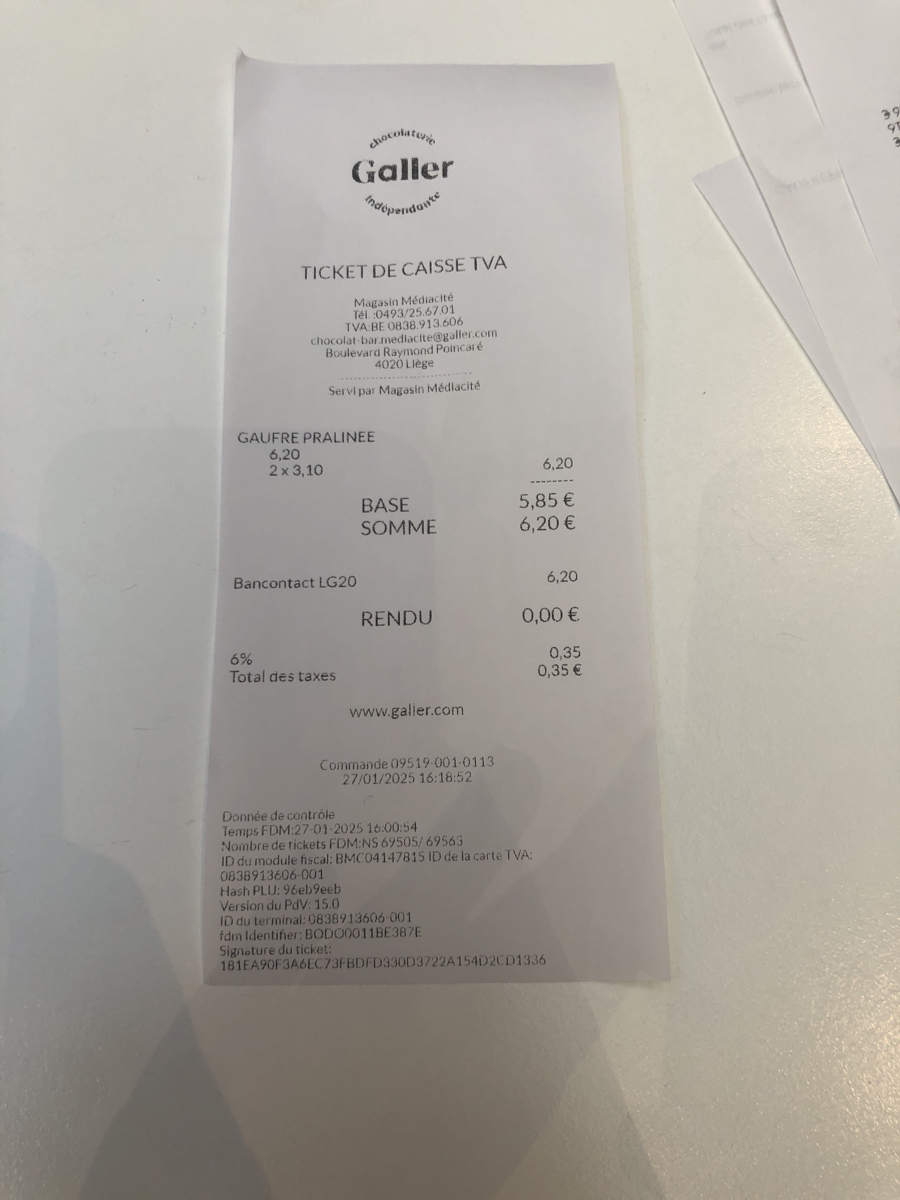 chocolaterie
Galler
indépendante
TICKET DE CAISSE TVA
Magasin Médiacité
Tél. :0493/25.67.01
TVA:BE 0838.913.606
chocolat-bar.mediacite@galler.com
Boulevard Raymond Poincaré
4020 Liège
Servi par Magasin Médiacité
GAUFRE PRALINEE
6,20
2 x 3,10 6,20
--------
BASE 5,85 €
SOMME 6,20 €
Bancontact LG20 6,20
RENDU 0,00 €
6% 0,35
Total des taxes 0,35 €
www.galler.com
Commande 09519-001-0113
27/01/2025 16:18:52
Donnée de contrôle
Temps FDM:27-01-2025 16:00:54
Nombre de tickets FDM:NS 69505/ 69563
ID du module fiscal: BMC04147815 ID de la carte TVA:
0838913606-001
Hash PLU: 96eb9eeb
Version du PdV: 15.0
ID du terminal: 0838913606-001
fdm Identifier: BODO0011BE387E
Signature du ticket:
181EA90F3A6EC73FBDFD330D3722A154D2CD1336